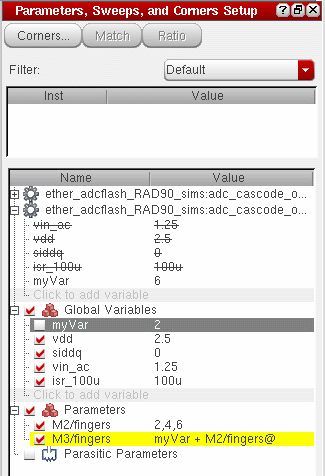 Parameters, Sweeps, and Corners Setup
Corners... Match Ratio
Filter: Default
Inst Value
Name Value
ether_adcflash_RAD90_sims:adc_cascode_o...
ether_adcflash_RAD90_sims:adc_cascode_o...
vin_ac 1.25
vdd 2.5
siddq 0
isr_100u 100u
myVar 6
Click to add variable
Global Variables
myVar 2
vdd 2.5
siddq 0
vin_ac 1.25
isr_100u 100u
Click to add variable
Parameters
M2/fingers 2,4,6
M3/fingers myVar + M2/fingers@
Parasitic Parameters